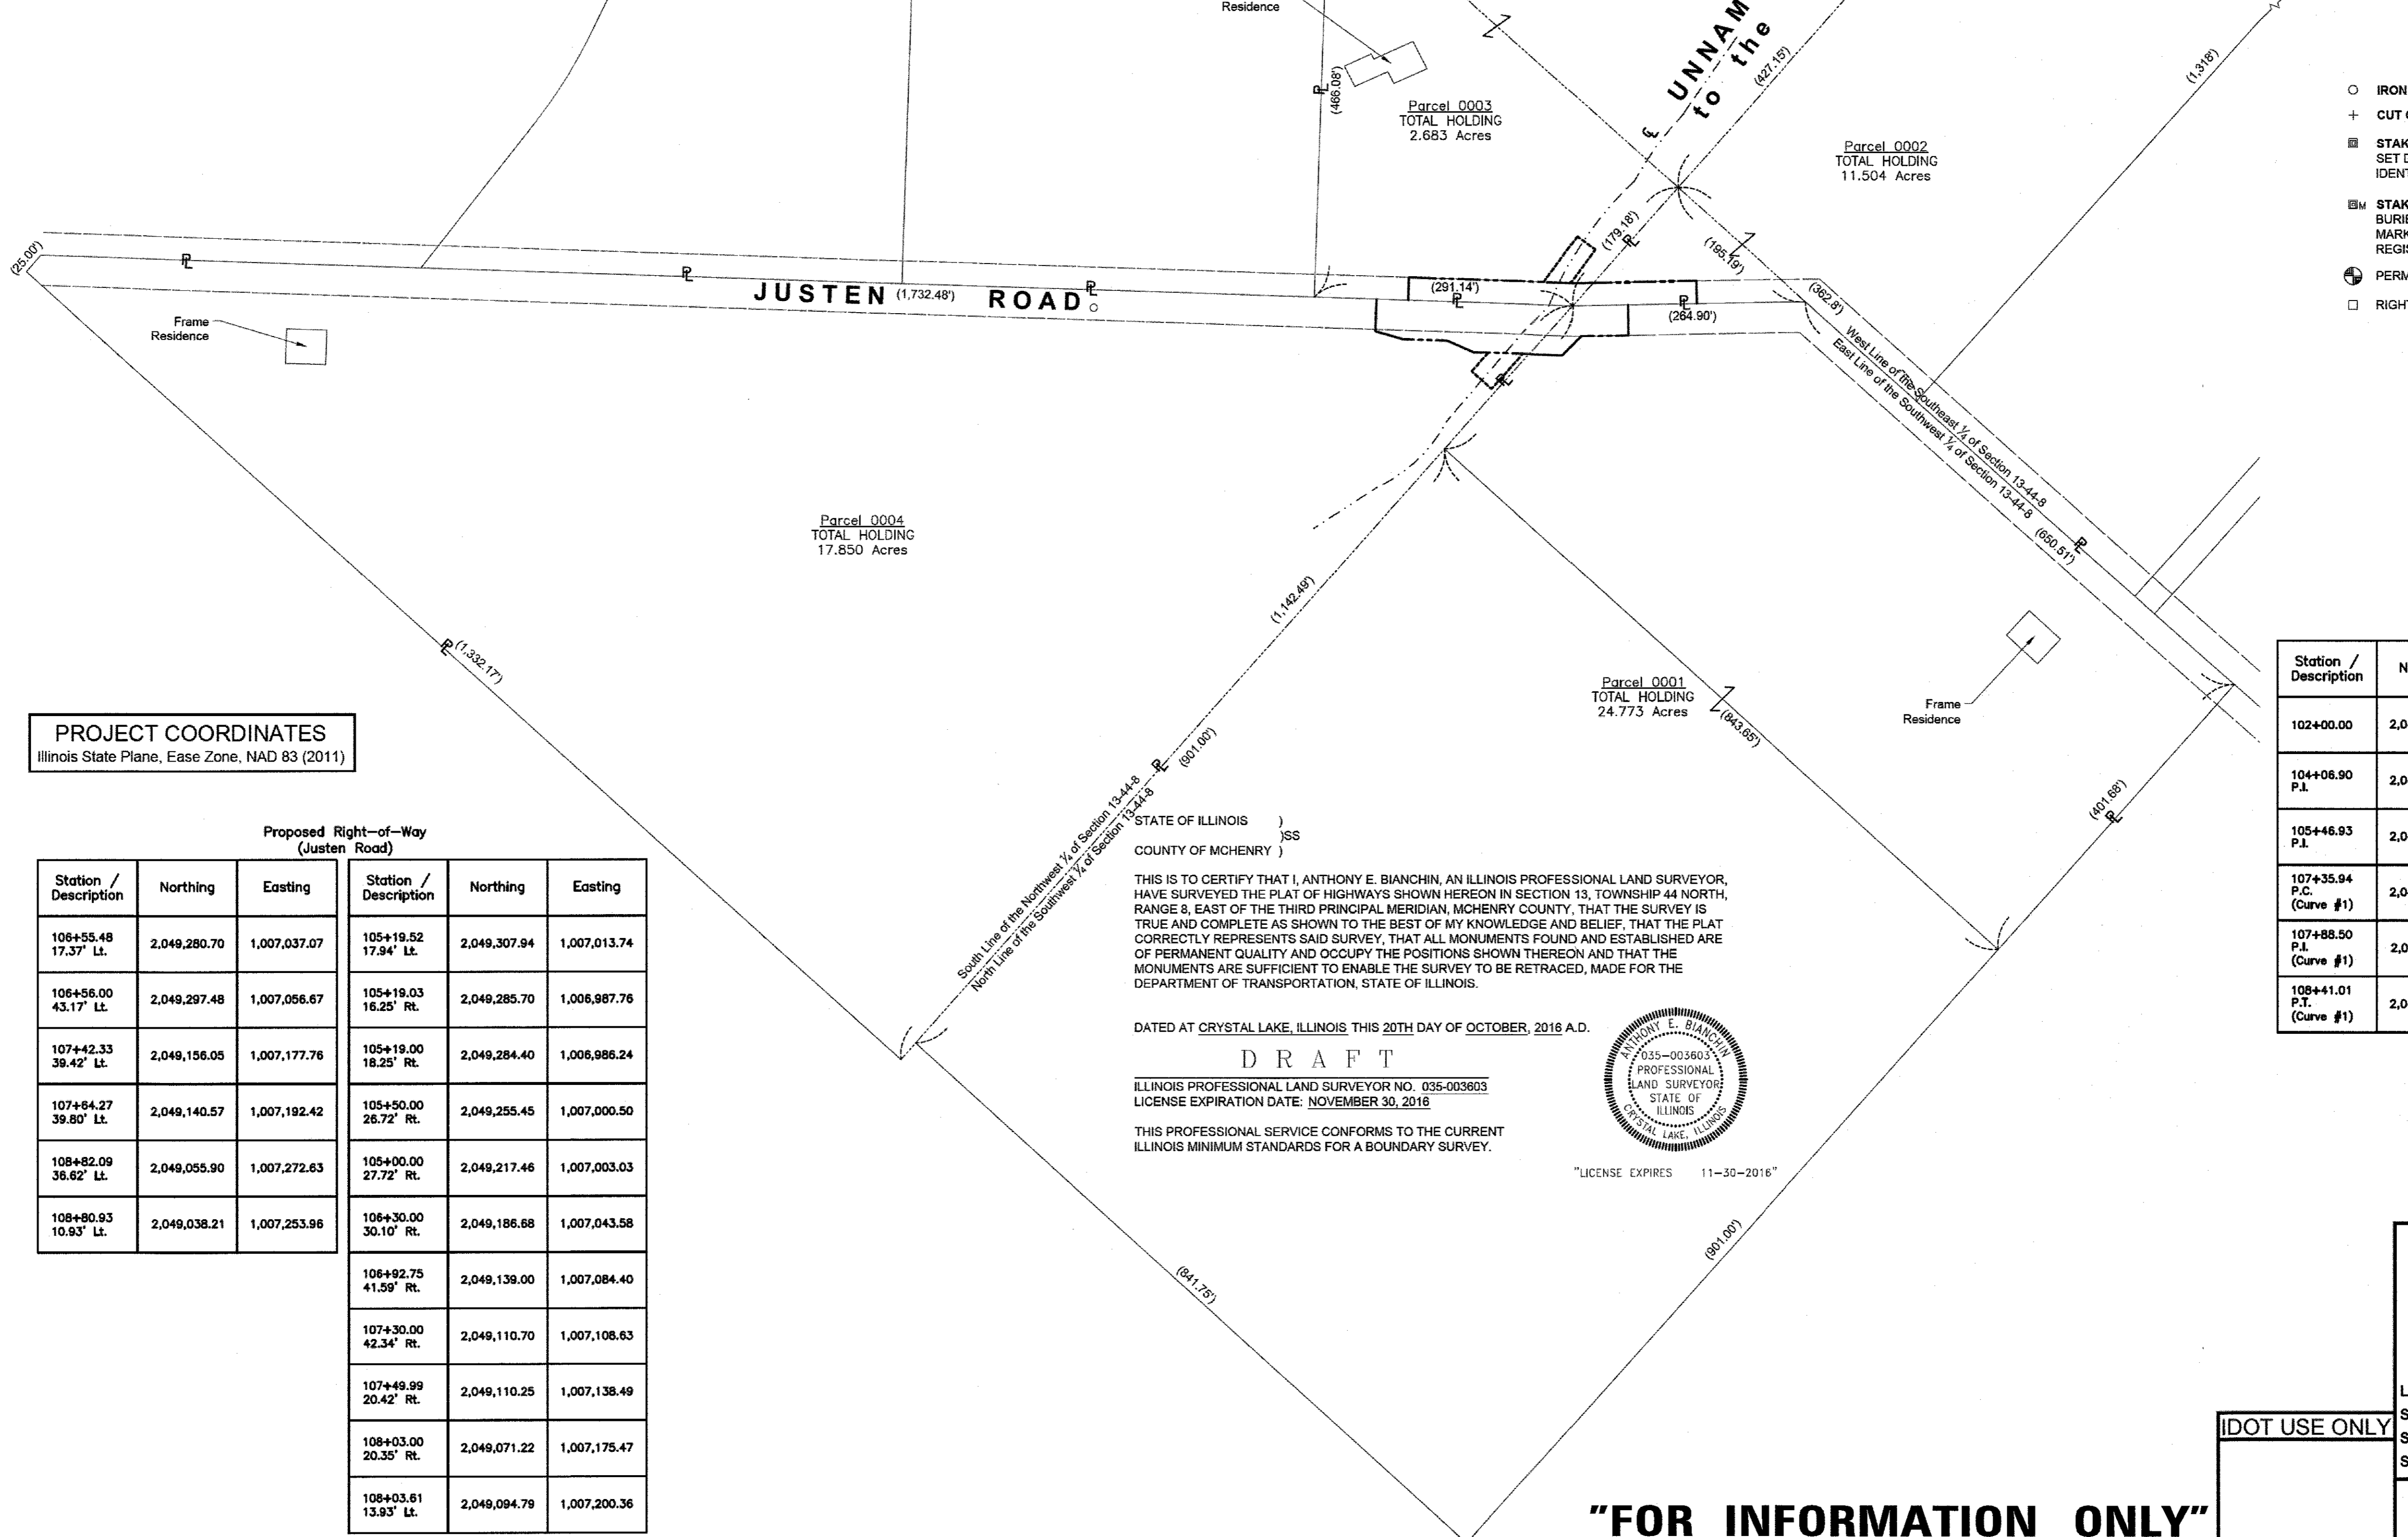 Residence
UNNAM
to the
(427.15')
(1,318')
(466.08')
Parcel 0003
TOTAL HOLDING
2.683 Acres
Parcel 0002
TOTAL HOLDING
11.504 Acres
(179.18')
(195.19')
(25.00')
JUSTEN (1,732.48') ROAD
(291.14')
(264.90')
(362.8')
Frame
Residence
West Line of the Southeast ¼ of Section 13-44-8
East Line of the Southwest ¼ of Section 13-44-8
(650.51')
IRON
CUT
STAK
SET
IDENT
M STAK
BURIE
MARK
REGIS
PERM
RIGHT
Parcel 0004
TOTAL HOLDING
17.850 Acres
(1,142.49')
(1,332.17')
Parcel 0001
TOTAL HOLDING
24.773 Acres
(843.65')
Frame
Residence
(901.00')
(401.68')
South Line of the Northwest ¼ of Section 13-44-8
North Line of the Southwest ¼ of Section 13-44-8
PROJECT COORDINATES
Illinois State Plane, Ease Zone, NAD 83 (2011)
Proposed Right-of-Way
(Justen Road)
Station / Description Northing Easting
106+55.48 17.37' Lt. 2,049,280.70 1,007,037.07
106+56.00 43.17' Lt. 2,049,297.48 1,007,056.67
107+42.33 39.42' Lt. 2,049,156.05 1,007,177.76
107+64.27 39.80' Lt. 2,049,140.57 1,007,192.42
108+82.09 36.62' Lt. 2,049,055.90 1,007,272.63
108+80.93 10.93' Lt. 2,049,038.21 1,007,253.96
Station / Description Northing Easting
105+19.52 17.94' Lt. 2,049,307.94 1,007,013.74
105+19.03 16.25' Rt. 2,049,285.70 1,006,987.76
105+19.00 18.25' Rt. 2,049,284.40 1,006,986.24
105+50.00 26.72' Rt. 2,049,255.45 1,007,000.50
105+00.00 27.72' Rt. 2,049,217.46 1,007,003.03
106+30.00 30.10' Rt. 2,049,186.68 1,007,043.58
106+92.75 41.59' Rt. 2,049,139.00 1,007,084.40
107+30.00 42.34' Rt. 2,049,110.70 1,007,108.63
107+49.99 20.42' Rt. 2,049,110.25 1,007,138.49
108+03.00 20.35' Rt. 2,049,071.22 1,007,175.47
108+03.61 13.93' Lt. 2,049,094.79 1,007,200.36
STATE OF ILLINOIS )
)SS
COUNTY OF MCHENRY )
THIS IS TO CERTIFY THAT I, ANTHONY E. BIANCHIN, AN ILLINOIS PROFESSIONAL LAND SURVEYOR,
HAVE SURVEYED THE PLAT OF HIGHWAYS SHOWN HEREON IN SECTION 13, TOWNSHIP 44 NORTH,
RANGE 8, EAST OF THE THIRD PRINCIPAL MERIDIAN, MCHENRY COUNTY, THAT THE SURVEY IS
TRUE AND COMPLETE AS SHOWN TO THE BEST OF MY KNOWLEDGE AND BELIEF, THAT THE PLAT
CORRECTLY REPRESENTS SAID SURVEY, THAT ALL MONUMENTS FOUND AND ESTABLISHED ARE
OF PERMANENT QUALITY AND OCCUPY THE POSITIONS SHOWN THEREON AND THAT THE
MONUMENTS ARE SUFFICIENT TO ENABLE THE SURVEY TO BE RETRACED, MADE FOR THE
DEPARTMENT OF TRANSPORTATION, STATE OF ILLINOIS.
DATED AT CRYSTAL LAKE, ILLINOIS THIS 20TH DAY OF OCTOBER, 2016 A.D.
DRAFT
ILLINOIS PROFESSIONAL LAND SURVEYOR NO. 035-003603
LICENSE EXPIRATION DATE: NOVEMBER 30, 2016
THIS PROFESSIONAL SERVICE CONFORMS TO THE CURRENT
ILLINOIS MINIMUM STANDARDS FOR A BOUNDARY SURVEY.
ANTHONY E. BIANCHIN
035-003603
PROFESSIONAL
LAND SURVEYOR
STATE OF
ILLINOIS
CRYSTAL LAKE, ILLINOIS
"LICENSE EXPIRES 11-30-2016"
(841.75')
(901.00')
Station / Description N
102+00.00 2,0
104+06.90 P.I. 2,0
105+46.93 P.I. 2,0
107+35.94 P.C. (Curve #1) 2,0
107+88.50 P.I. (Curve #1) 2,0
108+41.01 P.T. (Curve #1) 2,0
IDOT USE ONLY
L
S
S
S
"FOR INFORMATION ONLY"